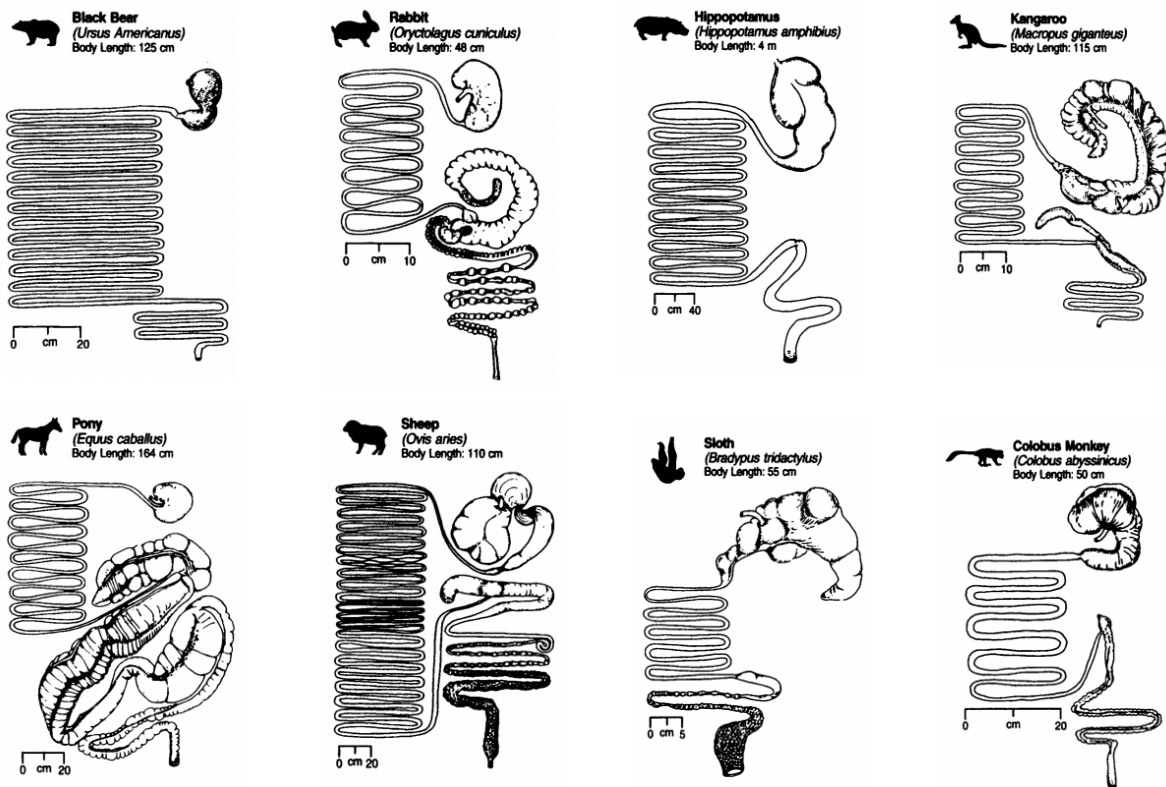 Black Bear
(Ursus Americanus)
Body Length: 125 cm
0 cm 20
Rabbit
(Oryctolagus cuniculus)
Body Length: 48 cm
0 cm 10
Hippopotamus
(Hippopotamus amphibius)
Body Length: 4 m
0 cm 40
Kangaroo
(Macropus giganteus)
Body Length: 115 cm
0 cm 10
Pony
(Equus caballus)
Body Length: 164 cm
0 cm 20
Sheep
(Ovis aries)
Body Length: 110 cm
0 cm 20
Sloth
(Bradypus tridactylus)
Body Length: 55 cm
0 cm 5
Colobus Monkey
(Colobus abyssinicus)
Body Length: 50 cm
0 cm 20